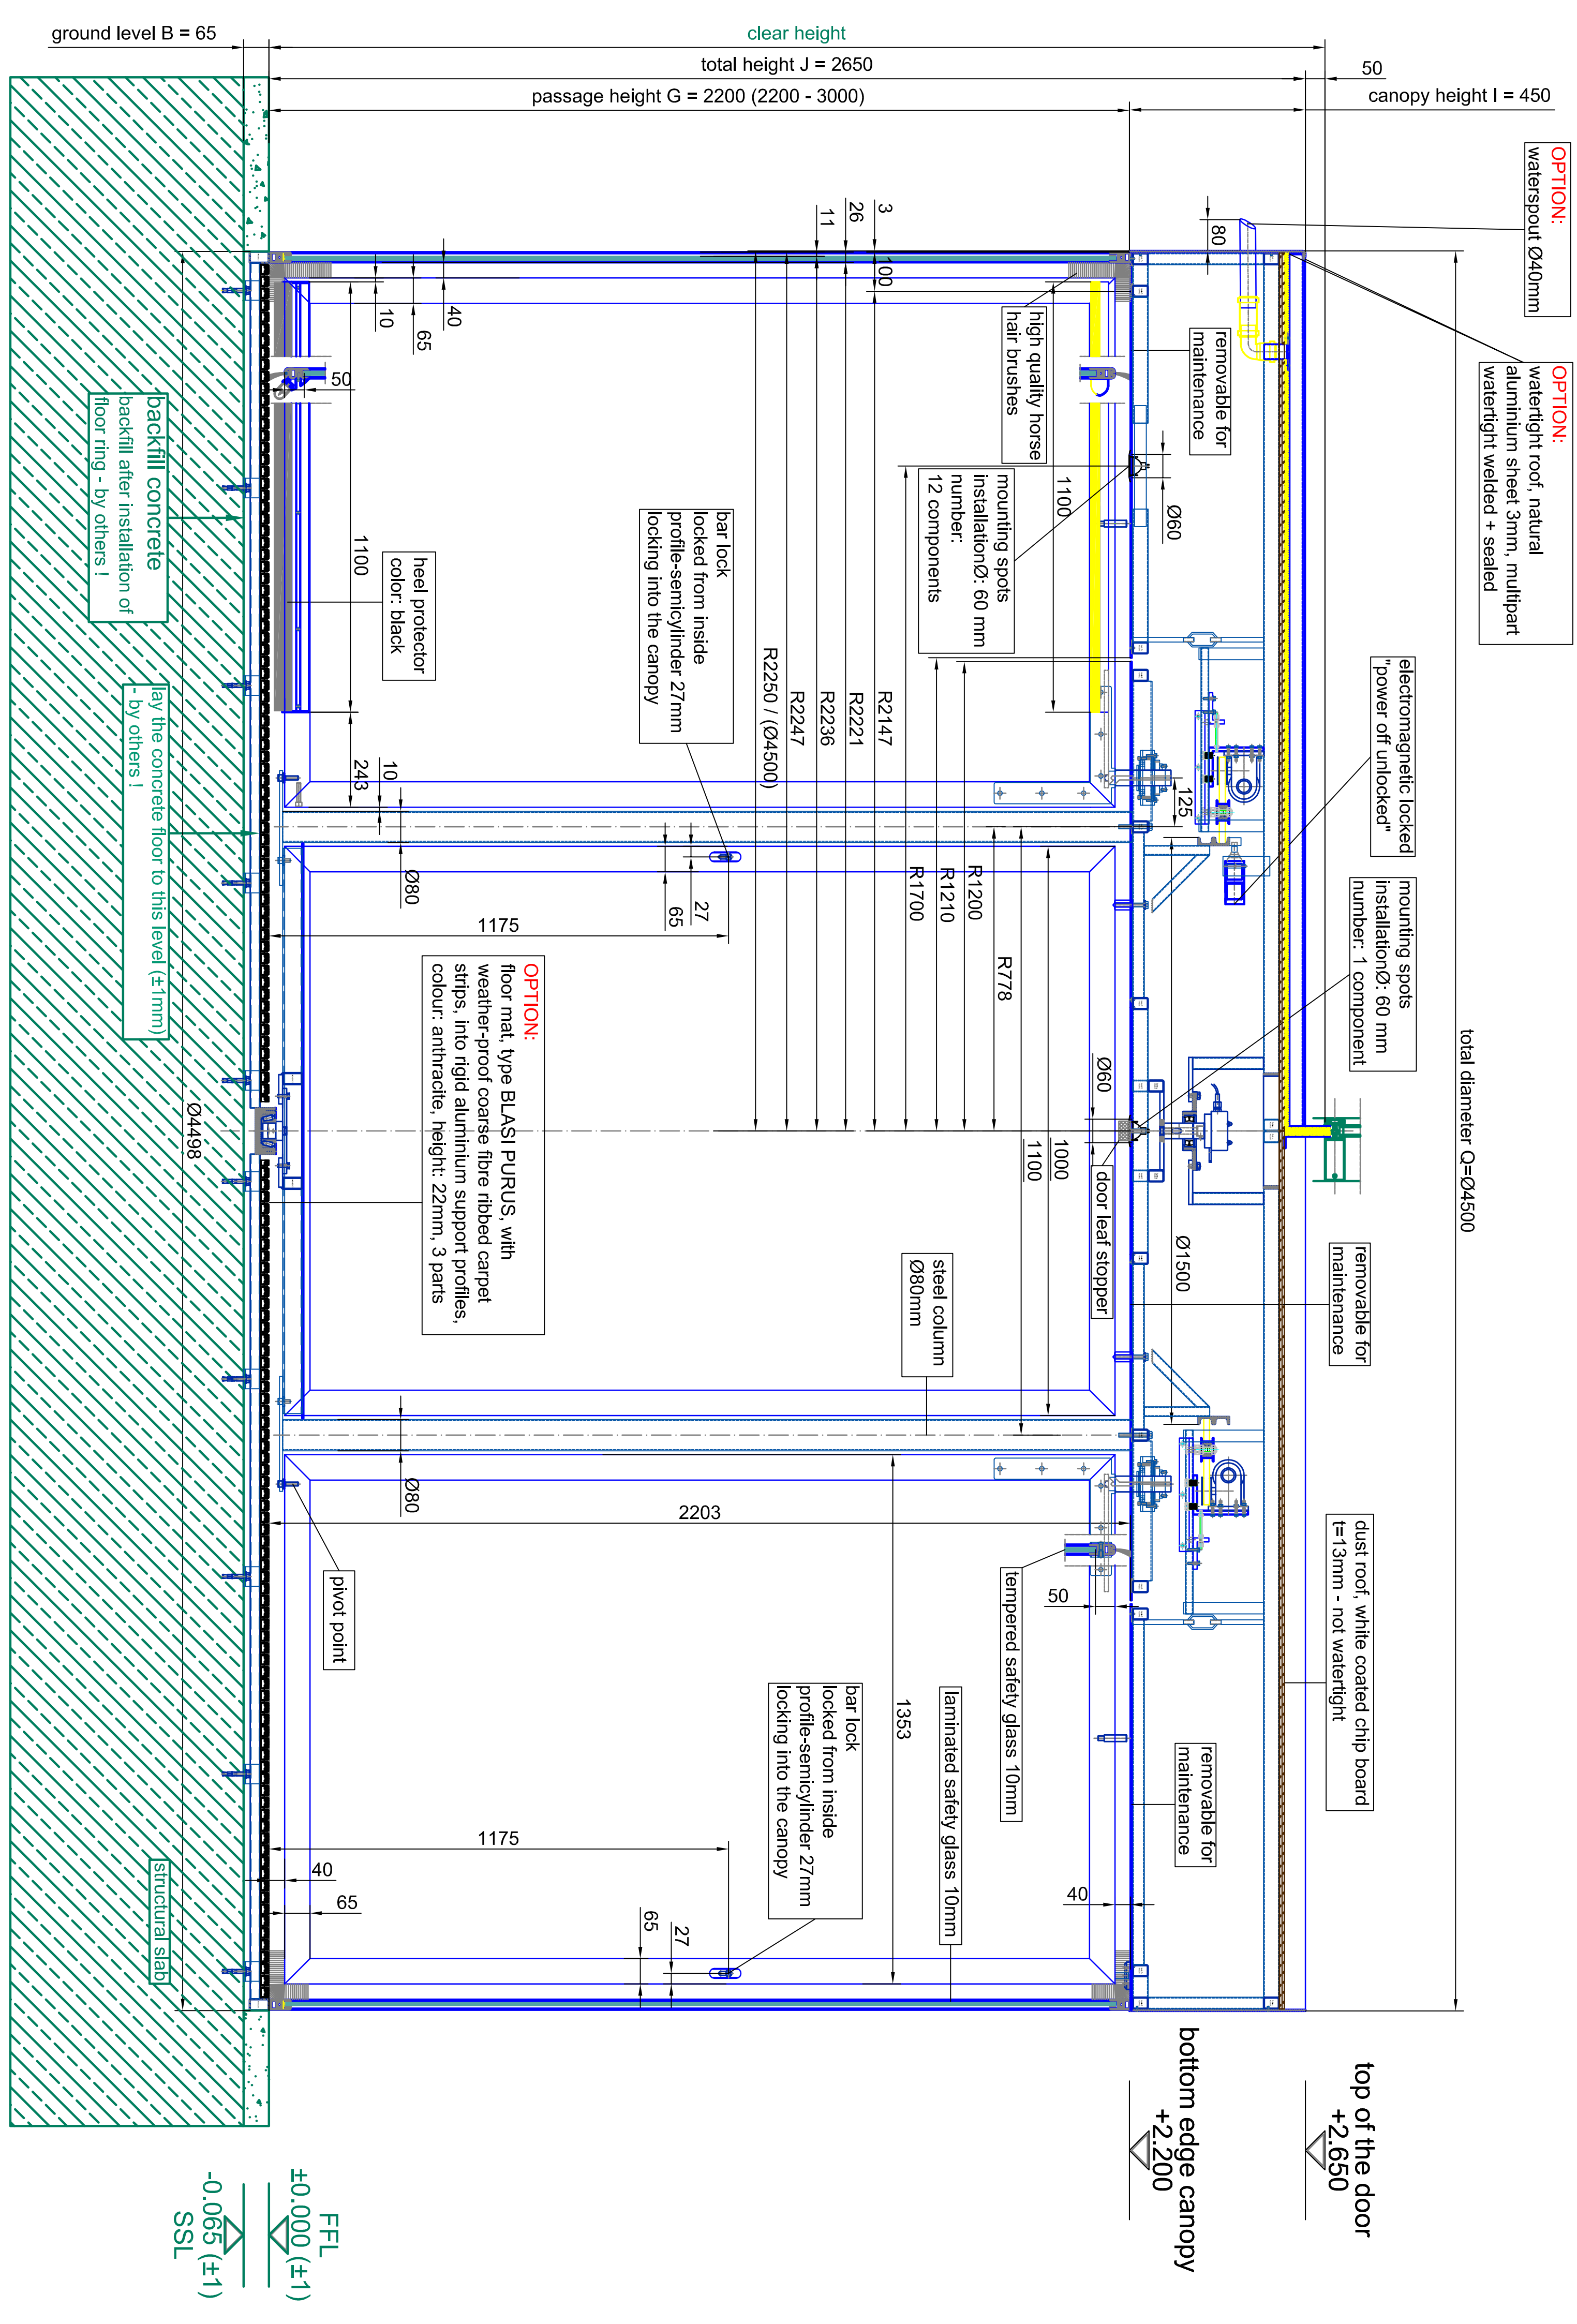 ground level B = 65
clear height
total height J = 2650
50
passage height G = 2200 (2200 - 3000)
canopy height I = 450
OPTION:
waterspout Ø40mm
OPTION:
watertight roof, natural
aluminium sheet 3mm, multipart
watertight welded + sealed
electromagnetic locked
"power off unlocked"
mounting spots
installationØ: 60 mm
number: 1 component
total diameter Q=Ø4500
removable for
maintenance
dust roof, white coated chip board
t=13mm - not watertight
top of the door
+2.650
bottom edge canopy
+2.200
80
removable for
maintenance
Ø60
125
Ø1500
removable for
maintenance
high quality horse
hair brushes
mounting spots
installationØ: 60 mm
number:
12 components
1100
3
26
11
100
R2147
R2221
R2236
R2247
R2250 / (Ø4500)
R1700
R1210
R1200
R778
Ø60
door leaf stopper
1000
1100
steel column
Ø80mm
tempered safety glass 10mm
50
laminated safety glass 10mm
40
1353
2203
bar lock
locked from inside
profile-semicylinder 27mm
locking into the canopy
bar lock
locked from inside
profile-semicylinder 27mm
locking into the canopy
27
65
1175
27
65
1175
40
65
10
50
heel protector
color: black
1100
243
10
Ø80
Ø80
OPTION:
floor mat, type BLASI PURUS, with
weather-proof coarse fibre ribbed carpet
strips, into rigid aluminium support profiles,
colour: anthracite, height: 22mm, 3 parts
pivot point
40
65
Ø4498
backfill concrete
backfill after installation of
floor ring - by others !
lay the concrete floor to this level (±1mm)
- by others !
structural slab
FFL
±0.000 (±1)
-0.065 (±1)
SSL